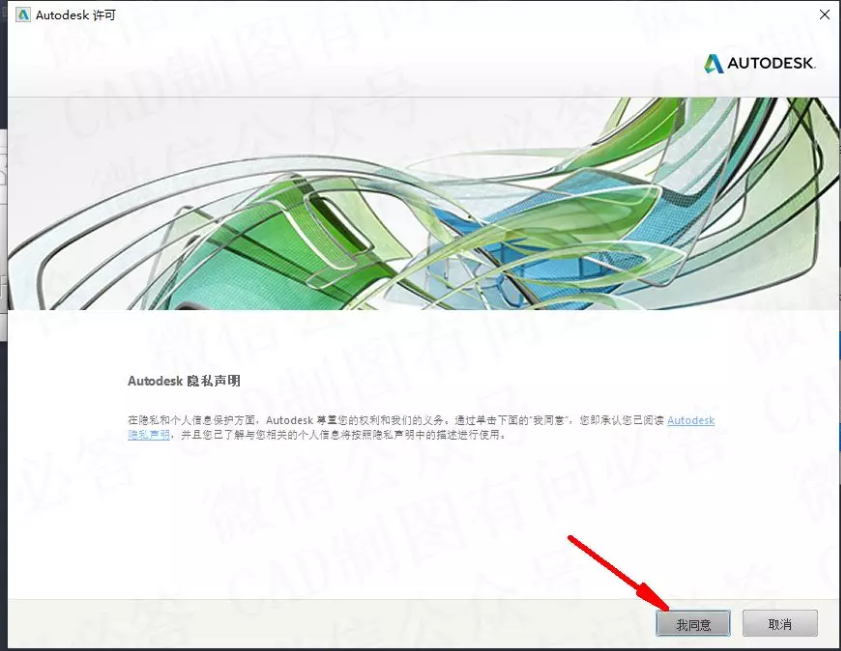 Autodesk 许可
AUTODESK.
Autodesk 隐私声明
在隐私和个人信息保护方面，Autodesk 尊重您的权利和我们的义务。通过单击下面的“我同意”，您即承认您已阅读 Autodesk
隐私声明，并且您已了解与您相关的个人信息将按照隐私声明中的描述进行使用。
我同意
取消
微信公众号
CAD制图有问必答